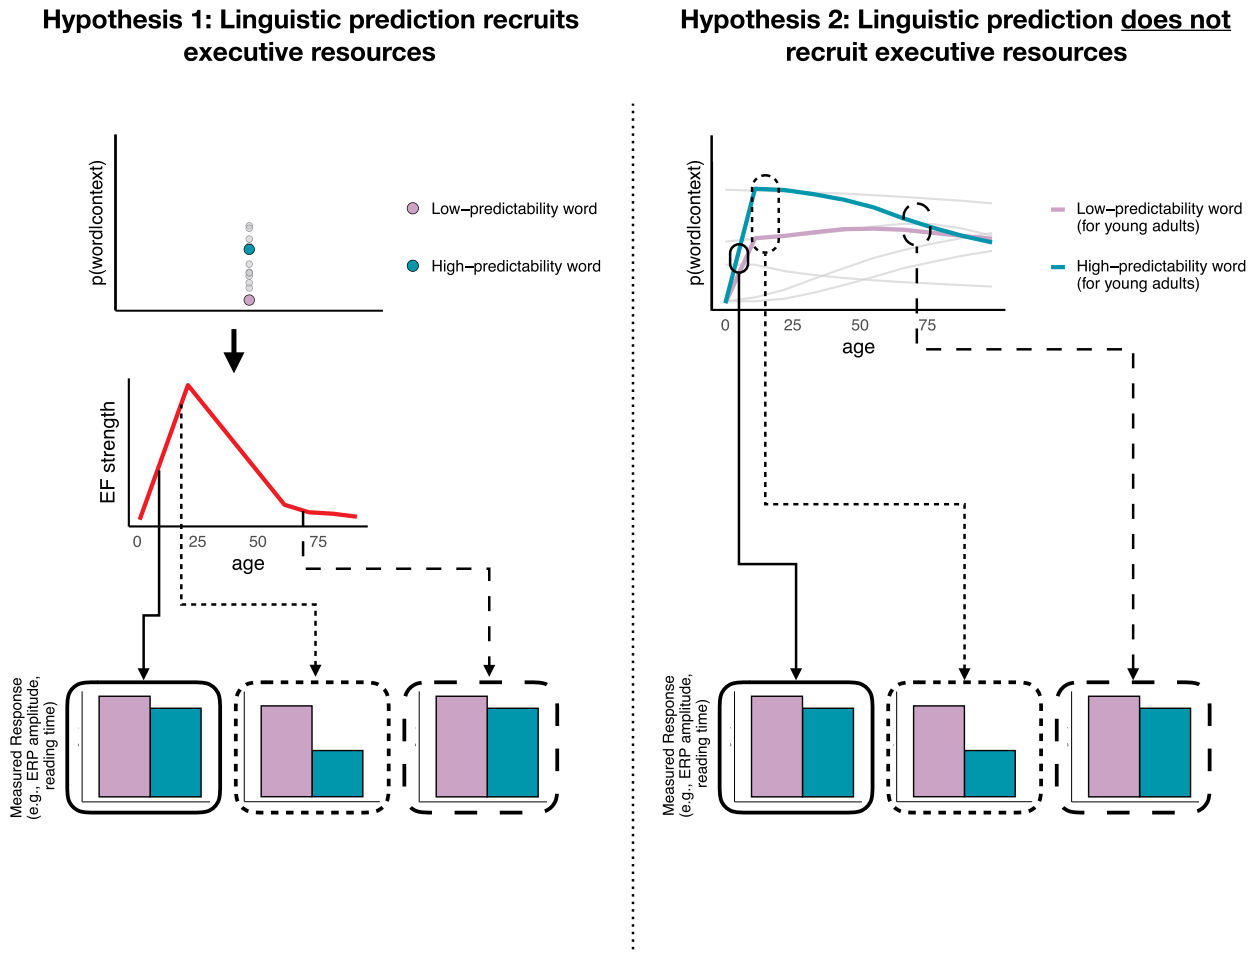 Hypothesis 1: Linguistic prediction recruits
executive resources
p(word|context)
Low−predictability word
High−predictability word
EF strength
0 25 50 75
age
Measured Response
(e.g., ERP amplitude,
reading time)
Hypothesis 2: Linguistic prediction does not
recruit executive resources
p(word|context)
Low−predictability word
(for young adults)
High−predictability word
(for young adults)
0 25 50 75
age
Measured Response
(e.g., ERP amplitude,
reading time)